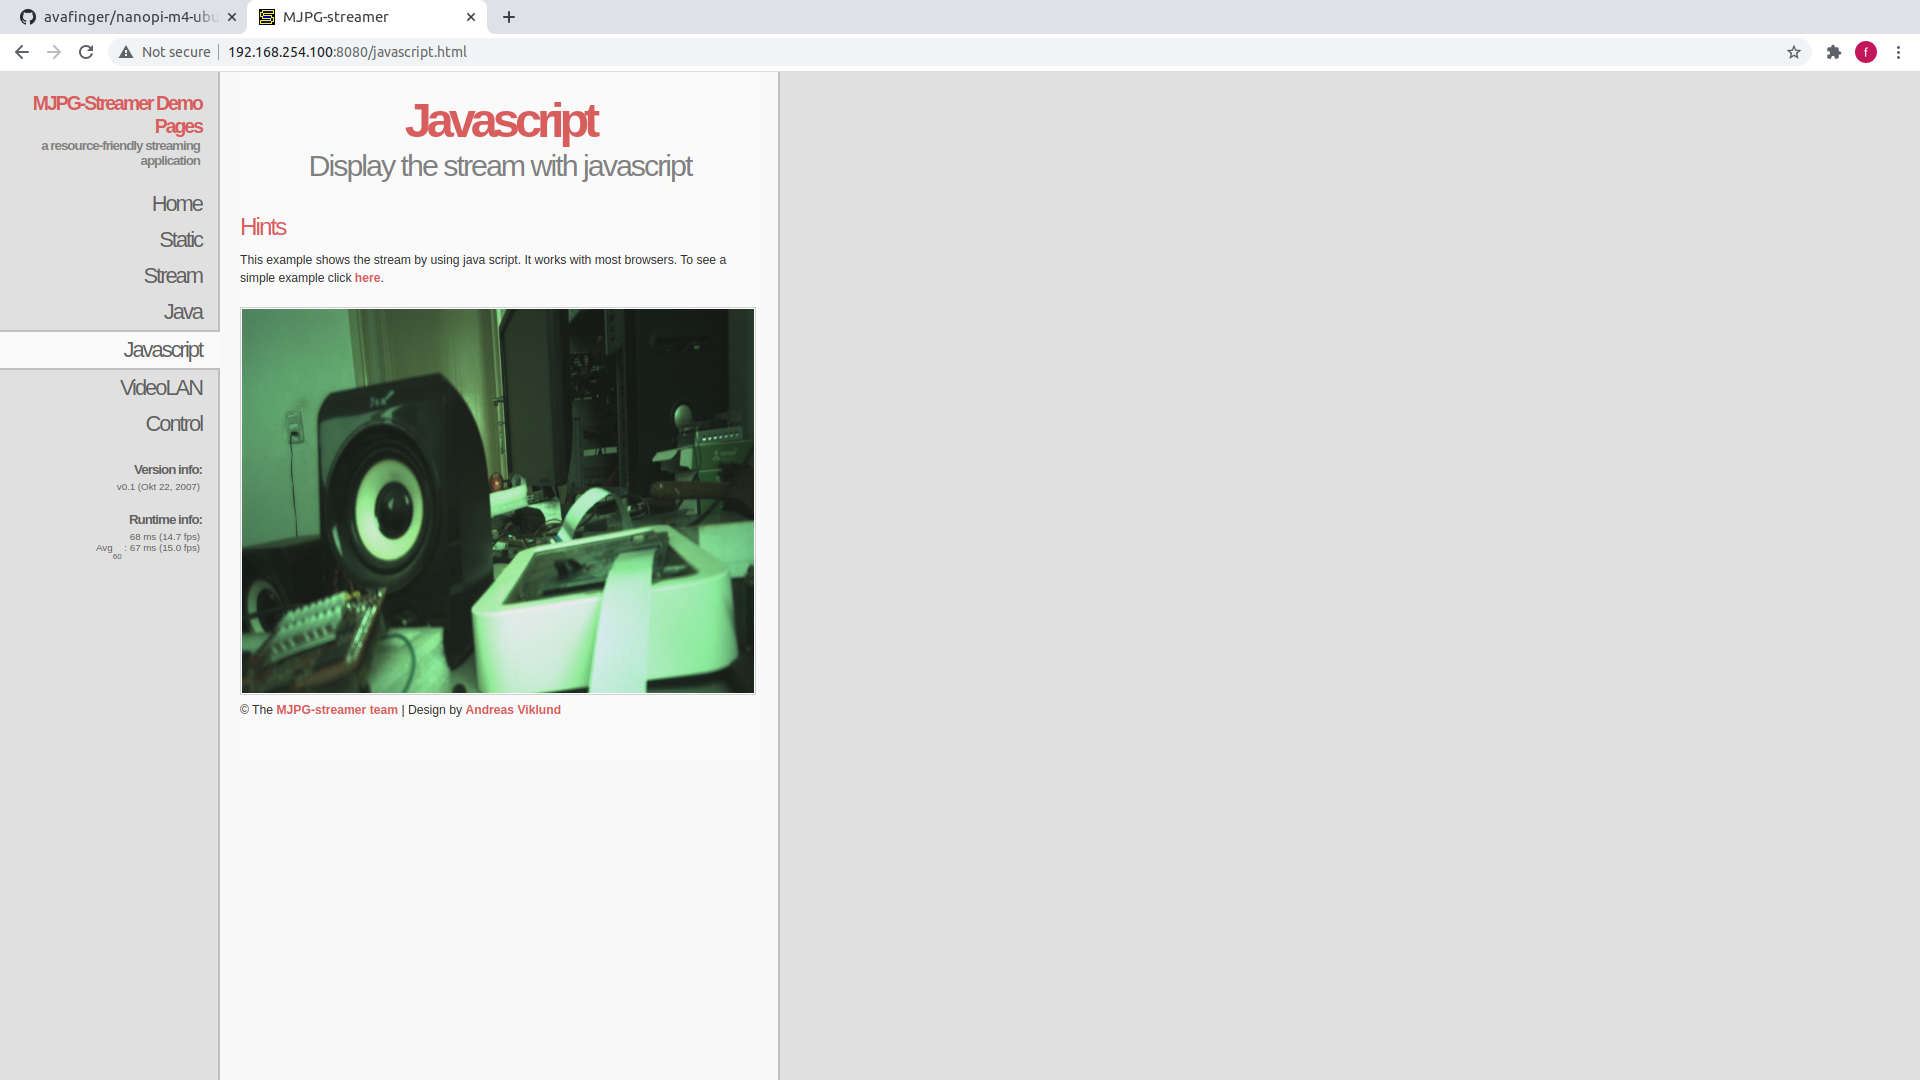 avafinger/nanopi-m4-ubu
MJPG-streamer
Not secure
192.168.254.100:8080/javascript.html
f
MJPG-Streamer Demo
Pages
a resource-friendly streaming
application
Home
Static
Stream
Java
Javascript
VideoLAN
Control
Version info:
v0.1 (Okt 22, 2007)
Runtime info:
68 ms (14.7 fps)
Avg60 : 67 ms (15.0 fps)
Javascript
Display the stream with javascript
Hints
This example shows the stream by using java script. It works with most browsers. To see a
simple example click here.
© The MJPG-streamer team | Design by Andreas Viklund